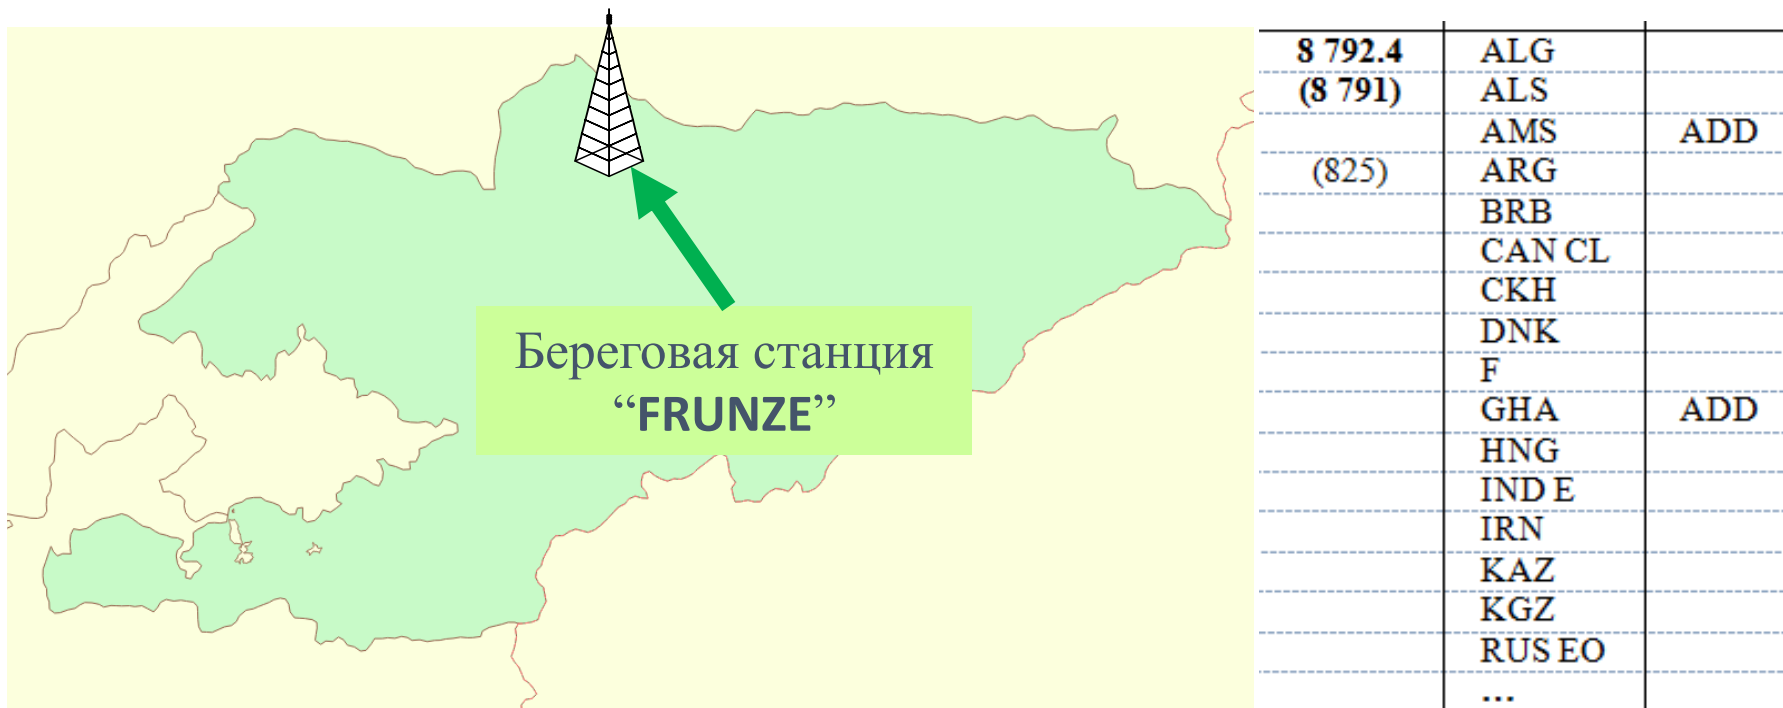 Береговая станция
“FRUNZE”
8 792.4 ALG
(8 791) ALS
AMS ADD
(825) ARG
BRB
CAN CL
CKH
DNK
F
GHA ADD
HNG
IND E
IRN
KAZ
KGZ
RUS EO
...